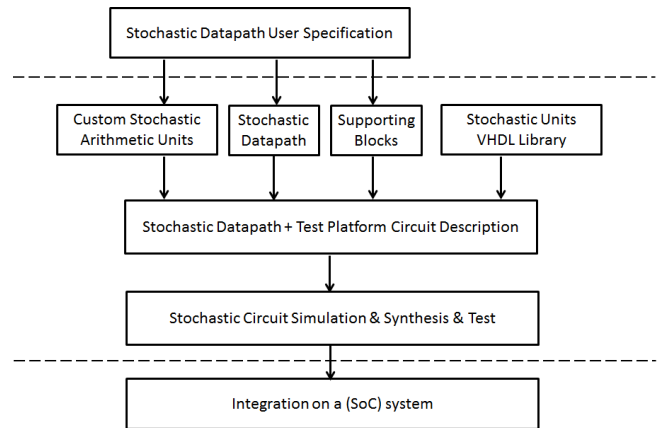 Stochastic Datapath User Specification
Custom Stochastic
Arithmetic Units
Stochastic
Datapath
Supporting
Blocks
Stochastic Units
VHDL Library
Stochastic Datapath + Test Platform Circuit Description
Stochastic Circuit Simulation & Synthesis & Test
Integration on a (SoC) system